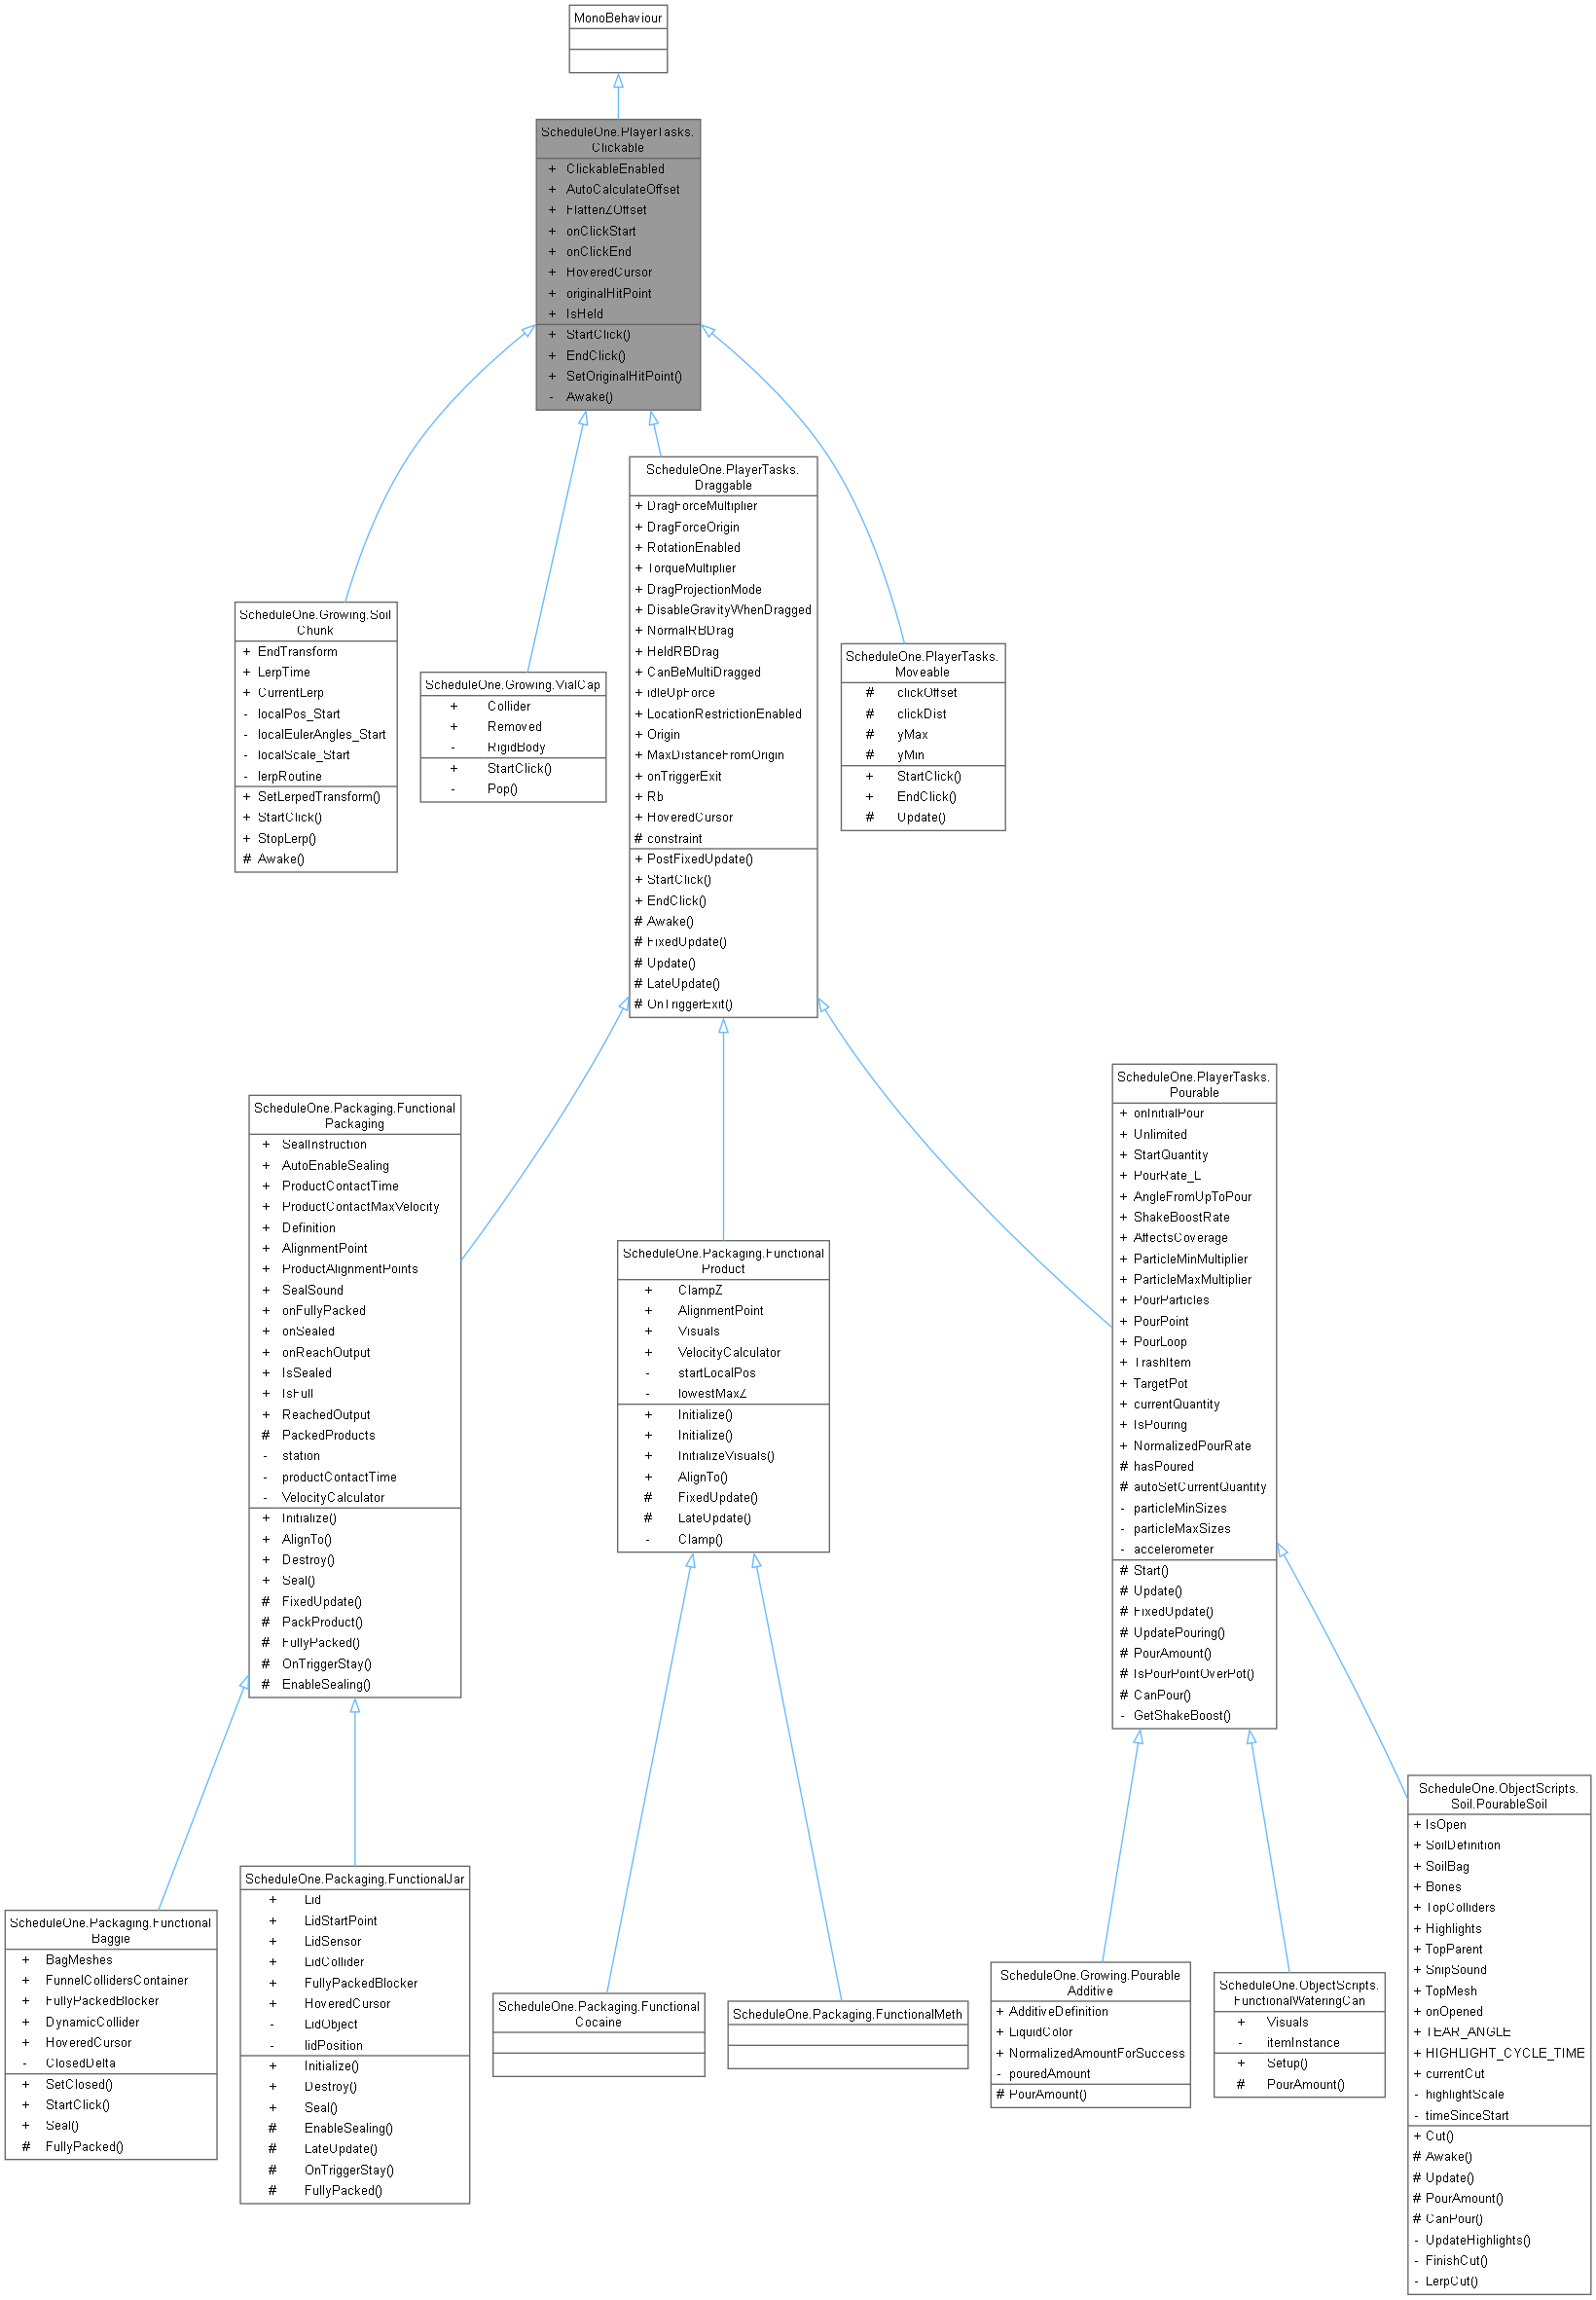 MonoBehaviour
ScheduleOne.PlayerTasks.
Clickable
+ ClickableEnabled
+ AutoCalculateOffset
+ FlattenZOffset
+ onClickStart
+ onClickEnd
+ HoveredCursor
+ originalHitPoint
+ IsHeld
+ StartClick()
+ EndClick()
+ SetOriginalHitPoint()
- Awake()
ScheduleOne.Growing.Soil
Chunk
+ EndTransform
+ LerpTime
+ CurrentLerp
- localPos_Start
- localEulerAngles_Start
- localScale_Start
- lerpRoutine
+ SetLerpedTransform()
+ StartClick()
+ StopLerp()
# Awake()
ScheduleOne.Growing.VialCap
+ Collider
+ Removed
- RigidBody
+ StartClick()
- Pop()
ScheduleOne.PlayerTasks.
Draggable
+ DragForceMultiplier
+ DragForceOrigin
+ RotationEnabled
+ TorqueMultiplier
+ DragProjectionMode
+ DisableGravityWhenDragged
+ NormalRBDrag
+ HeldRBDrag
+ CanBeMultiDragged
+ idleUpForce
+ LocationRestrictionEnabled
+ Origin
+ MaxDistanceFromOrigin
+ onTriggerExit
+ Rb
+ HoveredCursor
# constraint
+ PostFixedUpdate()
+ StartClick()
+ EndClick()
# Awake()
# FixedUpdate()
# Update()
# LateUpdate()
# OnTriggerExit()
ScheduleOne.PlayerTasks.
Moveable
# clickOffset
# clickDist
# yMax
# yMin
+ StartClick()
+ EndClick()
# Update()
ScheduleOne.Packaging.Functional
Packaging
+ SealInstruction
+ AutoEnableSealing
+ ProductContactTime
+ ProductContactMaxVelocity
+ Definition
+ AlignmentPoint
+ ProductAlignmentPoints
+ SealSound
+ onFullyPacked
+ onSealed
+ onReachOutput
+ IsSealed
+ IsFull
+ ReachedOutput
# PackedProducts
- station
- productContactTime
- VelocityCalculator
+ Initialize()
+ AlignTo()
+ Destroy()
+ Seal()
# FixedUpdate()
# PackProduct()
# FullyPacked()
# OnTriggerStay()
# EnableSealing()
ScheduleOne.Packaging.Functional
Product
+ ClampZ
+ AlignmentPoint
+ Visuals
+ VelocityCalculator
- startLocalPos
- lowestMaxZ
+ Initialize()
+ Initialize()
+ InitializeVisuals()
+ AlignTo()
# FixedUpdate()
# LateUpdate()
- Clamp()
ScheduleOne.PlayerTasks.
Pourable
+ onInitialPour
+ Unlimited
+ StartQuantity
+ PourRate_L
+ AngleFromUpToPour
+ ShakeBoostRate
+ AffectsCoverage
+ ParticleMinMultiplier
+ ParticleMaxMultiplier
+ PourParticles
+ PourPoint
+ PourLoop
+ TrashItem
+ TargetPot
+ currentQuantity
+ IsPouring
+ NormalizedPourRate
# hasPoured
# autoSetCurrentQuantity
- particleMinSizes
- particleMaxSizes
- accelerometer
# Start()
# Update()
# FixedUpdate()
# UpdatePouring()
# PourAmount()
# IsPourPointOverPot()
# CanPour()
- GetShakeBoost()
ScheduleOne.Packaging.Functional
Baggie
+ BagMeshes
+ FunnelCollidersContainer
+ FullyPackedBlocker
+ DynamicCollider
+ HoveredCursor
- ClosedDelta
+ SetClosed()
+ StartClick()
+ Seal()
# FullyPacked()
ScheduleOne.Packaging.FunctionalJar
+ Lid
+ LidStartPoint
+ LidSensor
+ LidCollider
+ FullyPackedBlocker
+ HoveredCursor
- LidObject
- lidPosition
+ Initialize()
+ Destroy()
+ Seal()
# EnableSealing()
# LateUpdate()
# OnTriggerStay()
# FullyPacked()
ScheduleOne.Packaging.Functional
Cocaine
ScheduleOne.Packaging.FunctionalMeth
ScheduleOne.Growing.Pourable
Additive
+ AdditiveDefinition
+ LiquidColor
+ NormalizedAmountForSuccess
- pouredAmount
# PourAmount()
ScheduleOne.ObjectScripts.
FunctionalWateringCan
+ Visuals
- itemInstance
+ Setup()
# PourAmount()
ScheduleOne.ObjectScripts.
Soil.PourableSoil
+ IsOpen
+ SoilDefinition
+ SoilBag
+ Bones
+ TopColliders
+ Highlights
+ TopParent
+ SnipSound
+ TopMesh
+ onOpened
+ TEAR_ANGLE
+ HIGHLIGHT_CYCLE_TIME
+ currentCut
- highlightScale
- timeSinceStart
+ Cut()
# Awake()
# Update()
# PourAmount()
# CanPour()
- UpdateHighlights()
- FinishCut()
- LerpCut()